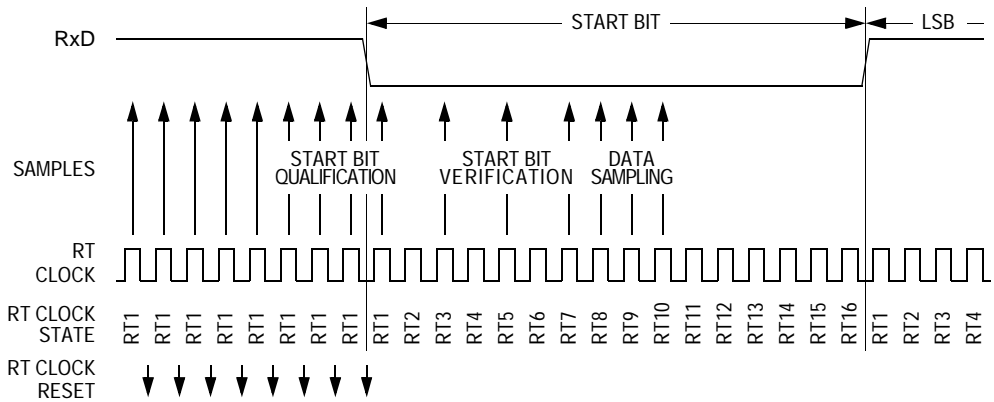 START BIT
LSB
RxD
SAMPLES
START BIT
QUALIFICATION
START BIT
VERIFICATION
DATA
SAMPLING
RT
CLOCK
RT CLOCK
STATE
RT1 RT1 RT1 RT1 RT1 RT1 RT1 RT1 RT1 RT2 RT3 RT4 RT5 RT6 RT7 RT8 RT9 RT10 RT11 RT12 RT13 RT14 RT15 RT16 RT1 RT2 RT3 RT4
RT CLOCK
RESET